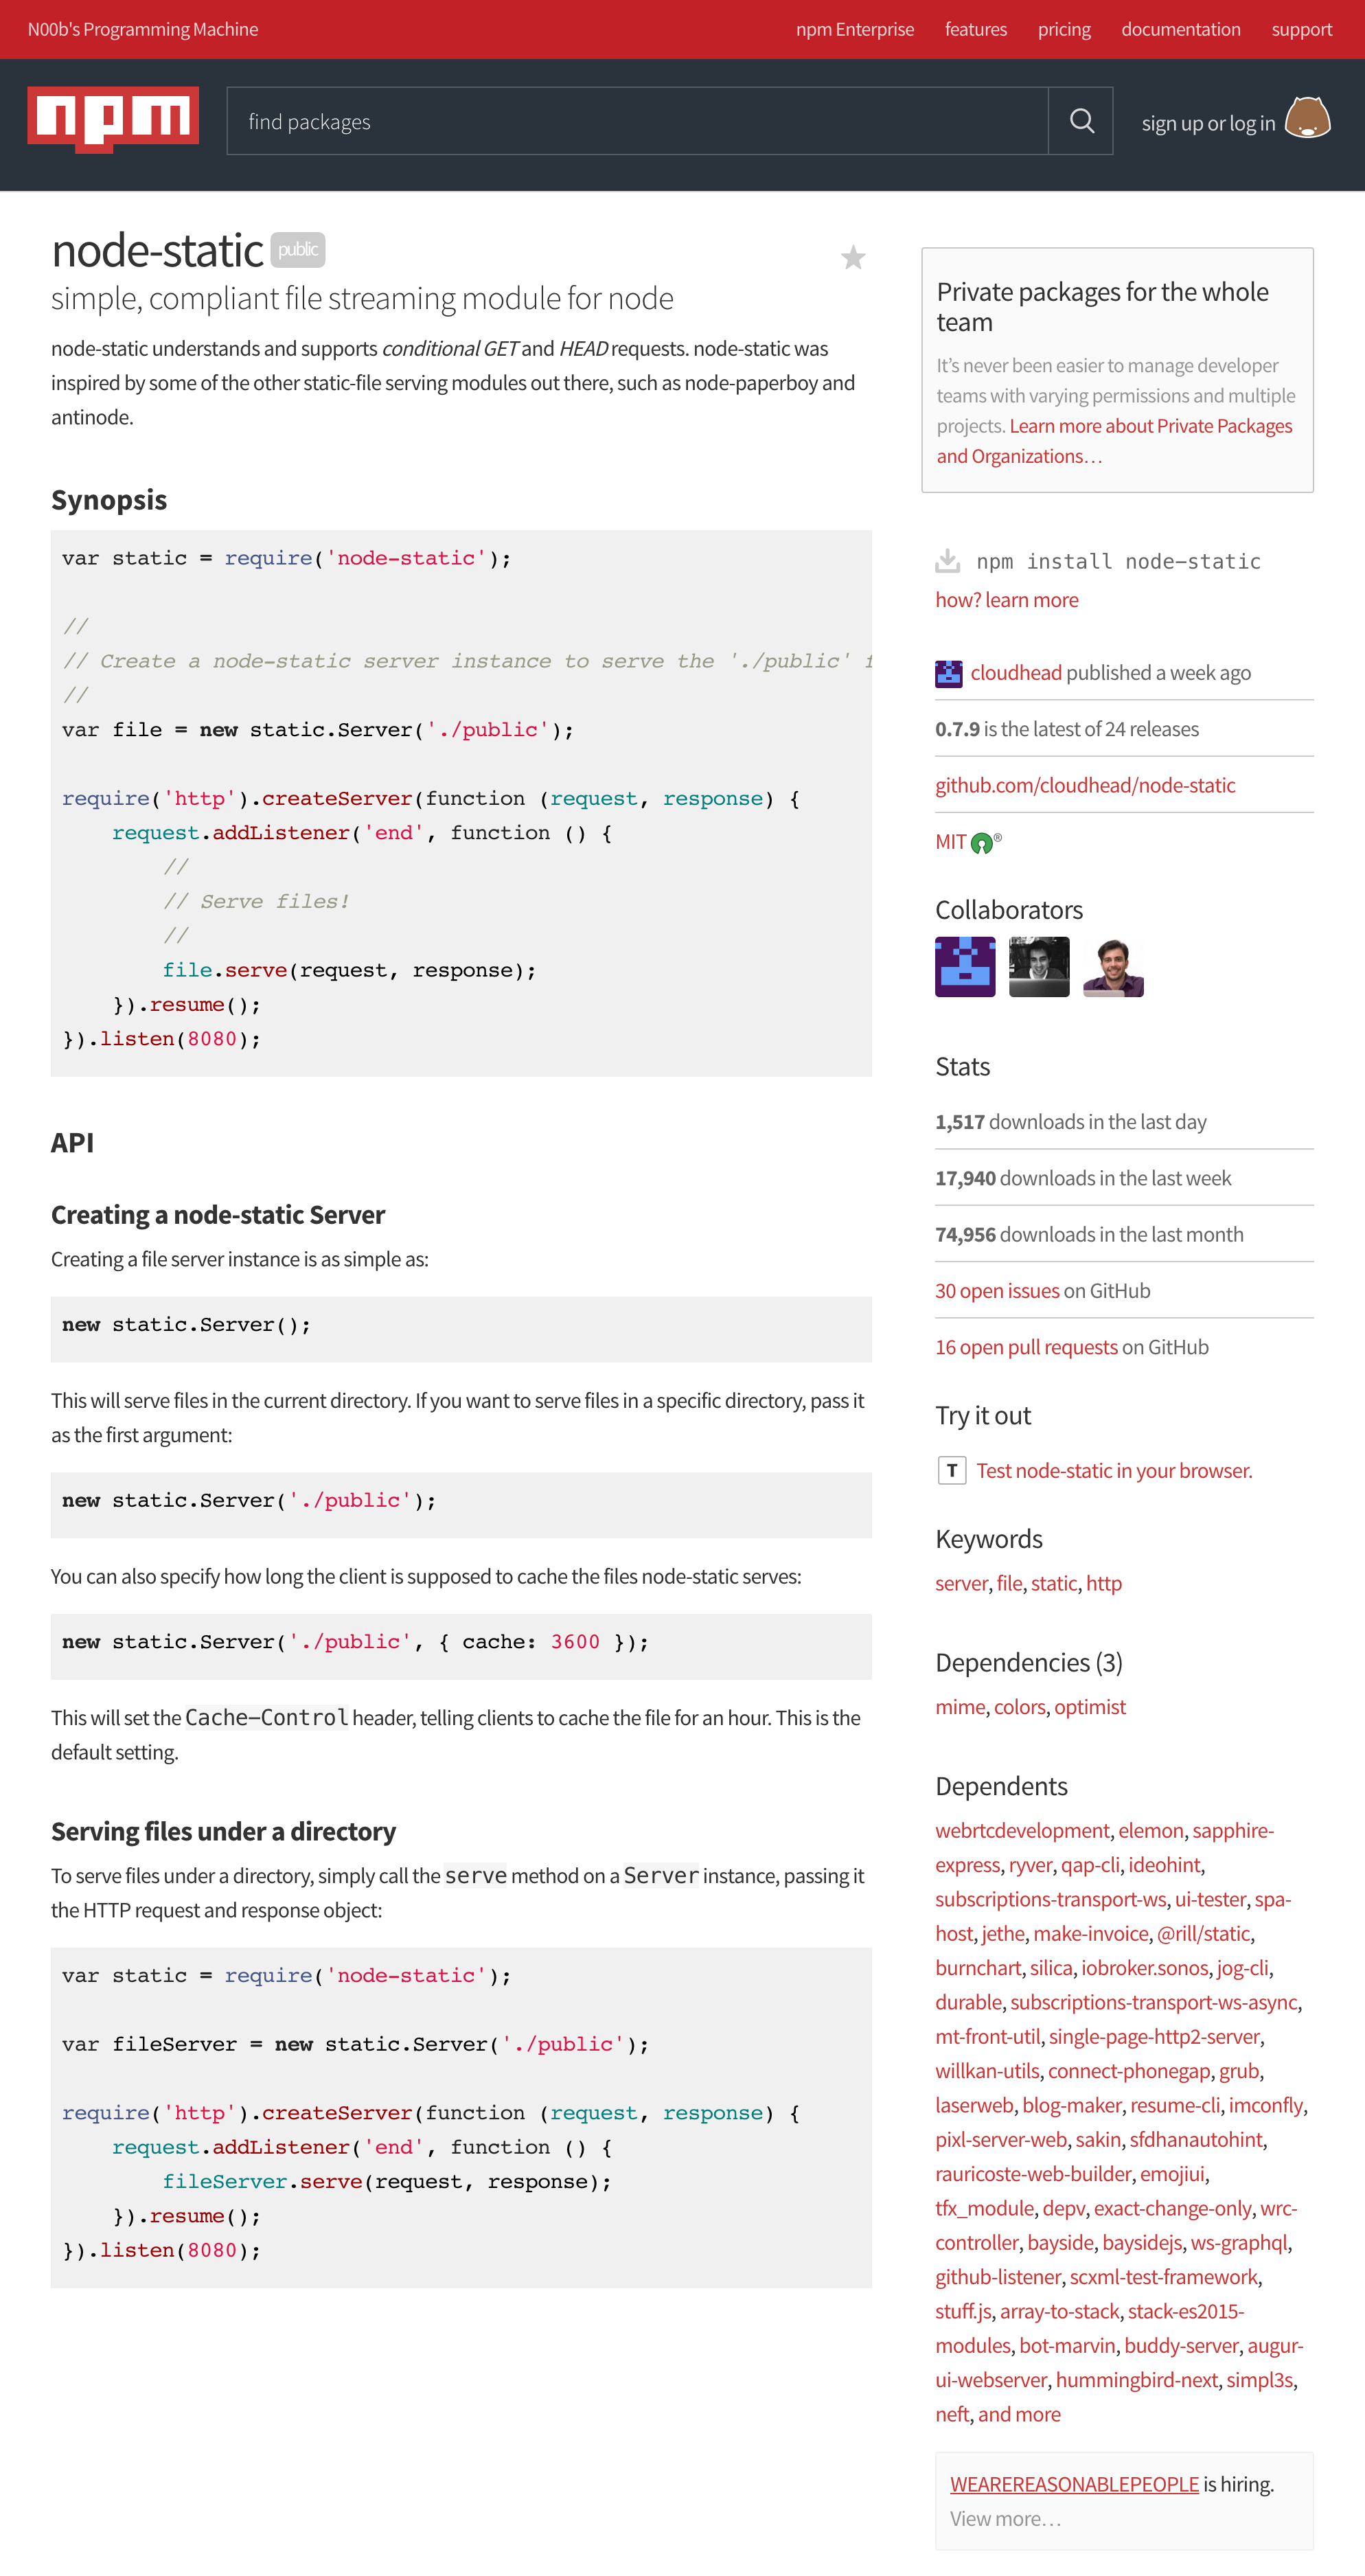 N00b's Programming Machine
npm Enterprise features pricing documentation support
npm
find packages
sign up or log in
node-static public
simple, compliant file streaming module for node
node-static understands and supports conditional GET and HEAD requests. node-static was
inspired by some of the other static-file serving modules out there, such as node-paperboy and
antinode.
Synopsis
var static = require('node-static');
//
// Create a node-static server instance to serve the './public' f
//
var file = new static.Server('./public');
require('http').createServer(function (request, response) {
    request.addListener('end', function () {
        //
        // Serve files!
        //
        file.serve(request, response);
    }).resume();
}).listen(8080);
API
Creating a node-static Server
Creating a file server instance is as simple as:
new static.Server();
This will serve files in the current directory. If you want to serve files in a specific directory, pass it
as the first argument:
new static.Server('./public');
You can also specify how long the client is supposed to cache the files node-static serves:
new static.Server('./public', { cache: 3600 });
This will set the Cache-Control header, telling clients to cache the file for an hour. This is the
default setting.
Serving files under a directory
To serve files under a directory, simply call the serve method on a Server instance, passing it
the HTTP request and response object:
var static = require('node-static');
var fileServer = new static.Server('./public');
require('http').createServer(function (request, response) {
    request.addListener('end', function () {
        fileServer.serve(request, response);
    }).resume();
}).listen(8080);
Private packages for the whole
team
It's never been easier to manage developer
teams with varying permissions and multiple
projects. Learn more about Private Packages
and Organizations…
npm install node-static
how? learn more
cloudhead published a week ago
0.7.9 is the latest of 24 releases
github.com/cloudhead/node-static
MIT ®
Collaborators
Stats
1,517 downloads in the last day
17,940 downloads in the last week
74,956 downloads in the last month
30 open issues on GitHub
16 open pull requests on GitHub
Try it out
T Test node-static in your browser.
Keywords
server, file, static, http
Dependencies (3)
mime, colors, optimist
Dependents
webrtcdevelopment, elemon, sapphire-
express, ryver, qap-cli, ideohint,
subscriptions-transport-ws, ui-tester, spa-
host, jethe, make-invoice, @rill/static,
burnchart, silica, iobroker.sonos, jog-cli,
durable, subscriptions-transport-ws-async,
mt-front-util, single-page-http2-server,
willkan-utils, connect-phonegap, grub,
laserweb, blog-maker, resume-cli, imconfly,
pixl-server-web, sakin, sfdhanautohint,
rauricoste-web-builder, emojiui,
tfx_module, depv, exact-change-only, wrc-
controller, bayside, baysidejs, ws-graphql,
github-listener, scxml-test-framework,
stuff.js, array-to-stack, stack-es2015-
modules, bot-marvin, buddy-server, augur-
ui-webserver, hummingbird-next, simpl3s,
neft, and more
WEAREREASONABLEPEOPLE is hiring.
View more…